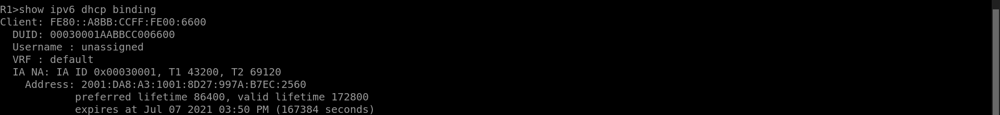 R1>show ipv6 dhcp binding
Client: FE80::A8BB:CCFF:FE00:6600
  DUID: 00030001AABBCC006600
  Username : unassigned
  VRF : default
  IA NA: IA ID 0x00030001, T1 43200, T2 69120
    Address: 2001:DA8:A3:1001:8D27:997A:B7EC:2560
            preferred lifetime 86400, valid lifetime 172800
            expires at Jul 07 2021 03:50 PM (167384 seconds)